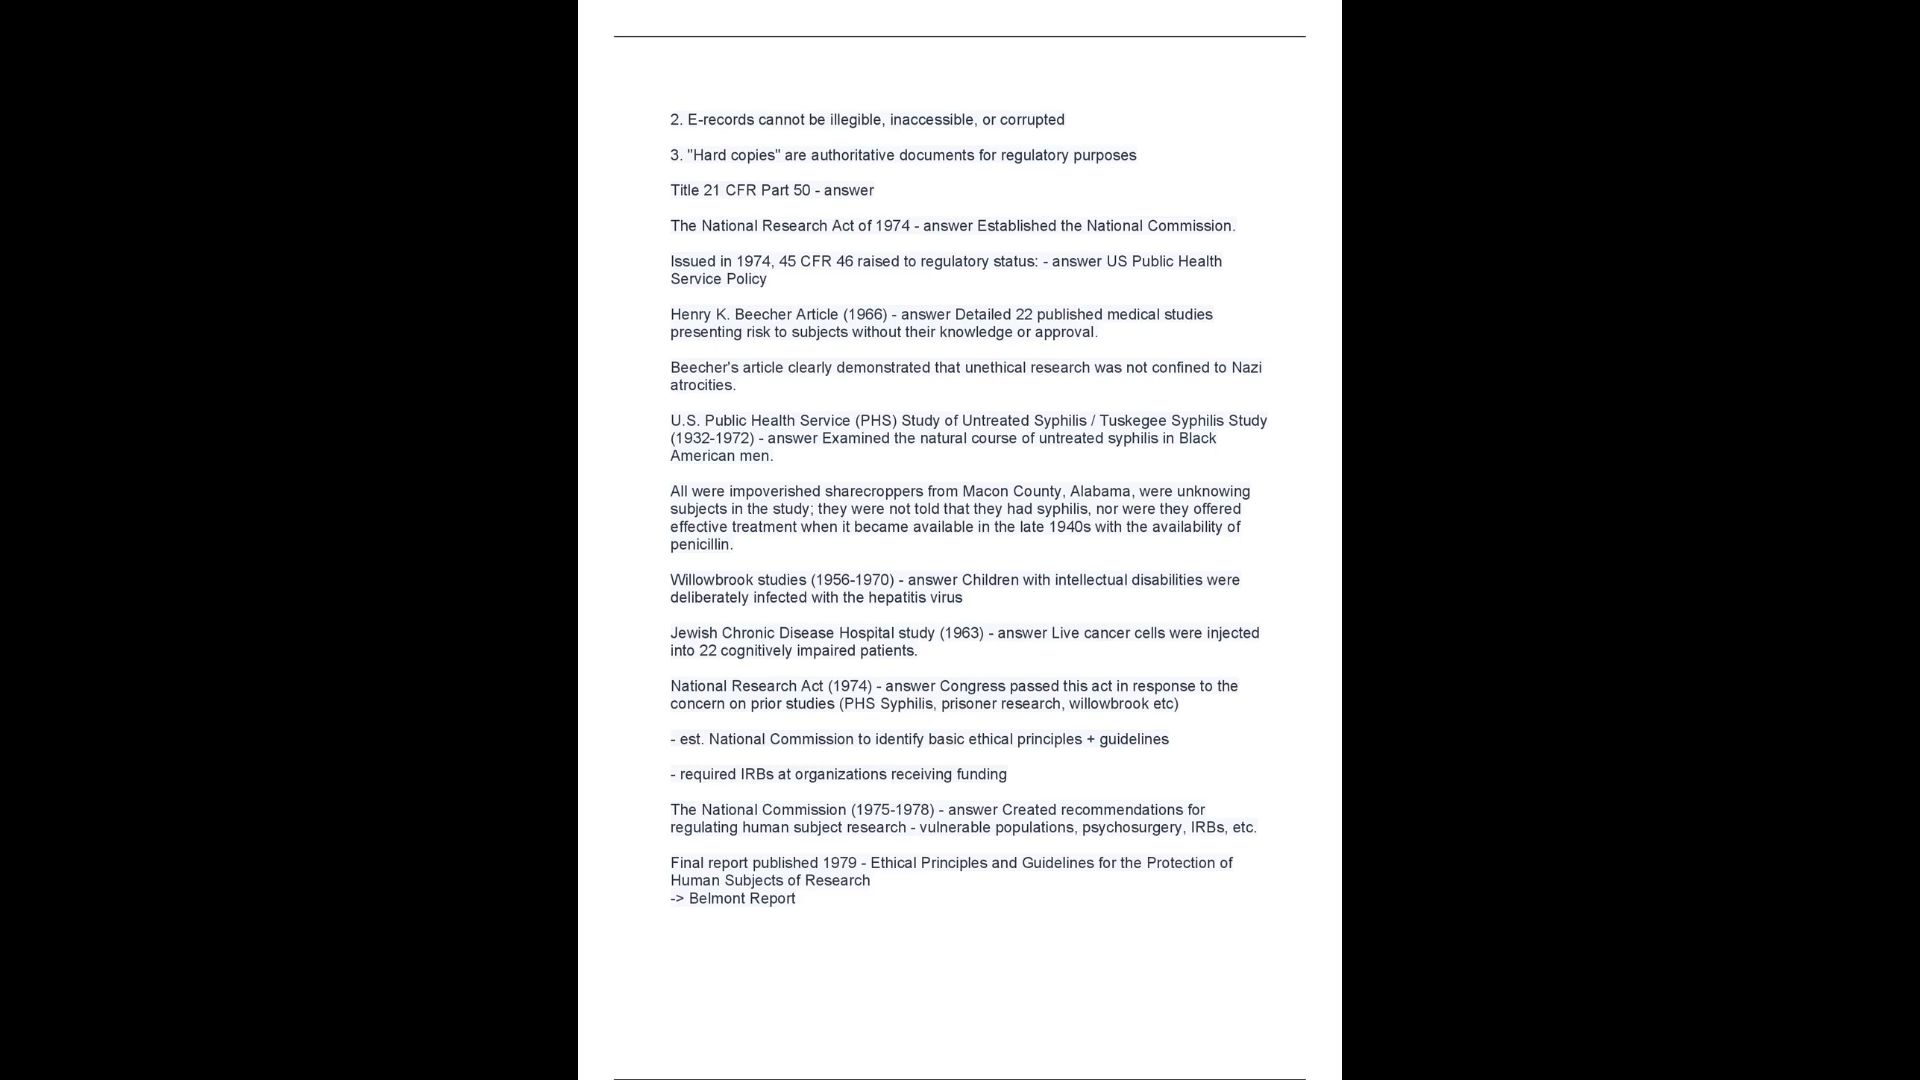 2. E-records cannot be illegible, inaccessible, or corrupted
3. "Hard copies" are authoritative documents for regulatory purposes
Title 21 CFR Part 50 - answer
The National Research Act of 1974 - answer Established the National Commission.
Issued in 1974, 45 CFR 46 raised to regulatory status: - answer US Public Health
Service Policy
Henry K. Beecher Article (1966) - answer Detailed 22 published medical studies
presenting risk to subjects without their knowledge or approval.
Beecher's article clearly demonstrated that unethical research was not confined to Nazi
atrocities.
U.S. Public Health Service (PHS) Study of Untreated Syphilis / Tuskegee Syphilis Study
(1932-1972) - answer Examined the natural course of untreated syphilis in Black
American men.
All were impoverished sharecroppers from Macon County, Alabama, were unknowing
subjects in the study; they were not told that they had syphilis, nor were they offered
effective treatment when it became available in the late 1940s with the availability of
penicillin.
Willowbrook studies (1956-1970) - answer Children with intellectual disabilities were
deliberately infected with the hepatitis virus
Jewish Chronic Disease Hospital study (1963) - answer Live cancer cells were injected
into 22 cognitively impaired patients.
National Research Act (1974) - answer Congress passed this act in response to the
concern on prior studies (PHS Syphilis, prisoner research, willowbrook etc)
- est. National Commission to identify basic ethical principles + guidelines
- required IRBs at organizations receiving funding
The National Commission (1975-1978) - answer Created recommendations for
regulating human subject research - vulnerable populations, psychosurgery, IRBs, etc.
Final report published 1979 - Ethical Principles and Guidelines for the Protection of
Human Subjects of Research
-> Belmont Report